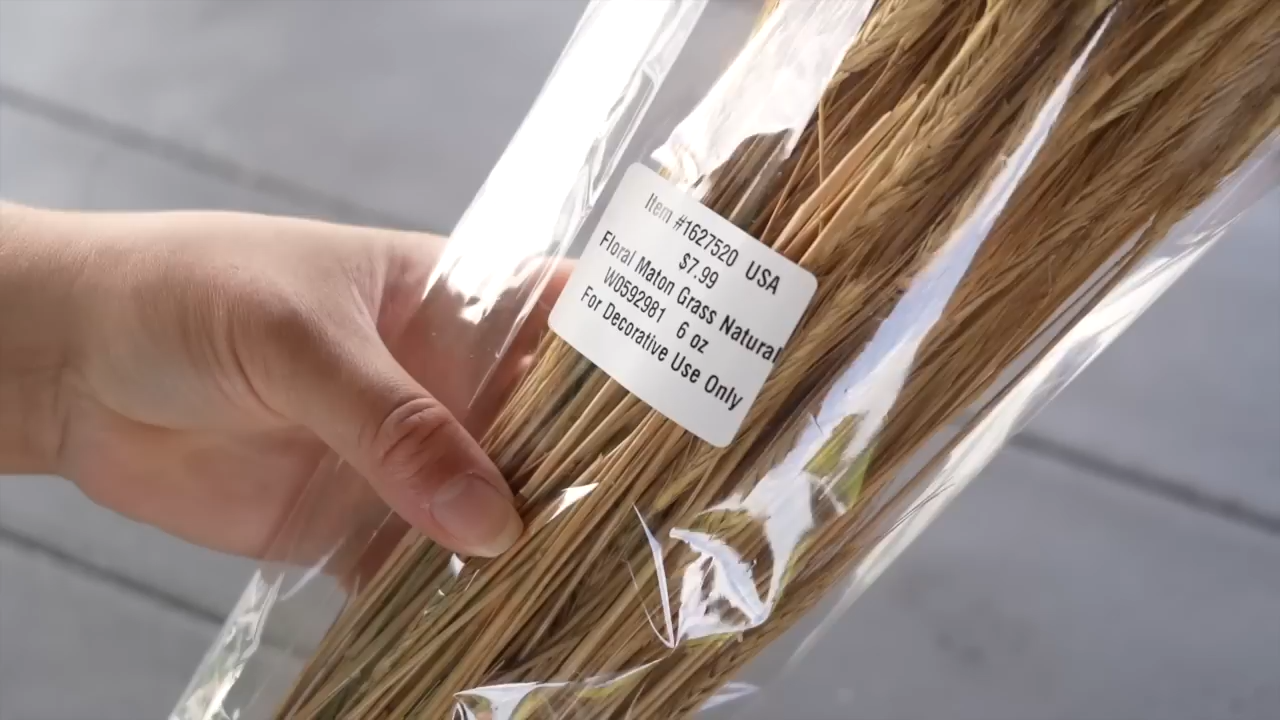 Item #1627520 USA
$7.99
Floral Maton Grass Natural
W0592981 6 oz
For Decorative Use Only